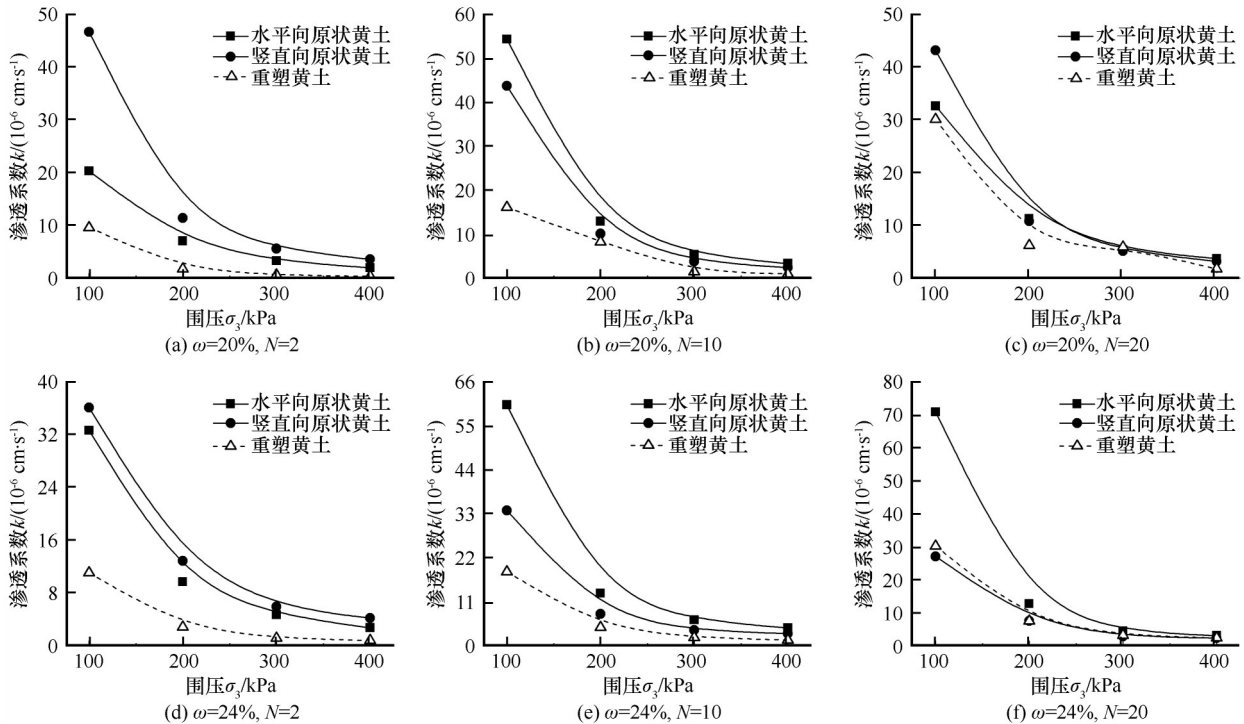 渗透系数k/(10⁻⁶ cm·s⁻¹)
50
40
30
20
10
0
水平向原状黄土
竖直向原状黄土
重塑黄土
100 200 300 400
围压σ₃/kPa
(a) ω=20%, N=2
渗透系数k/(10⁻⁶ cm·s⁻¹)
60
50
40
30
20
10
0
水平向原状黄土
竖直向原状黄土
重塑黄土
100 200 300 400
围压σ₃/kPa
(b) ω=20%, N=10
渗透系数k/(10⁻⁶ cm·s⁻¹)
50
40
30
20
10
0
水平向原状黄土
竖直向原状黄土
重塑黄土
100 200 300 400
围压σ₃/kPa
(c) ω=20%, N=20
渗透系数k/(10⁻⁶ cm·s⁻¹)
40
32
24
16
8
0
水平向原状黄土
竖直向原状黄土
重塑黄土
100 200 300 400
围压σ₃/kPa
(d) ω=24%, N=2
渗透系数k/(10⁻⁶ cm·s⁻¹)
66
55
44
33
22
11
0
水平向原状黄土
竖直向原状黄土
重塑黄土
100 200 300 400
围压σ₃/kPa
(e) ω=24%, N=10
渗透系数k/(10⁻⁶ cm·s⁻¹)
80
70
60
50
40
30
20
10
0
水平向原状黄土
竖直向原状黄土
重塑黄土
100 200 300 400
围压σ₃/kPa
(f) ω=24%, N=20